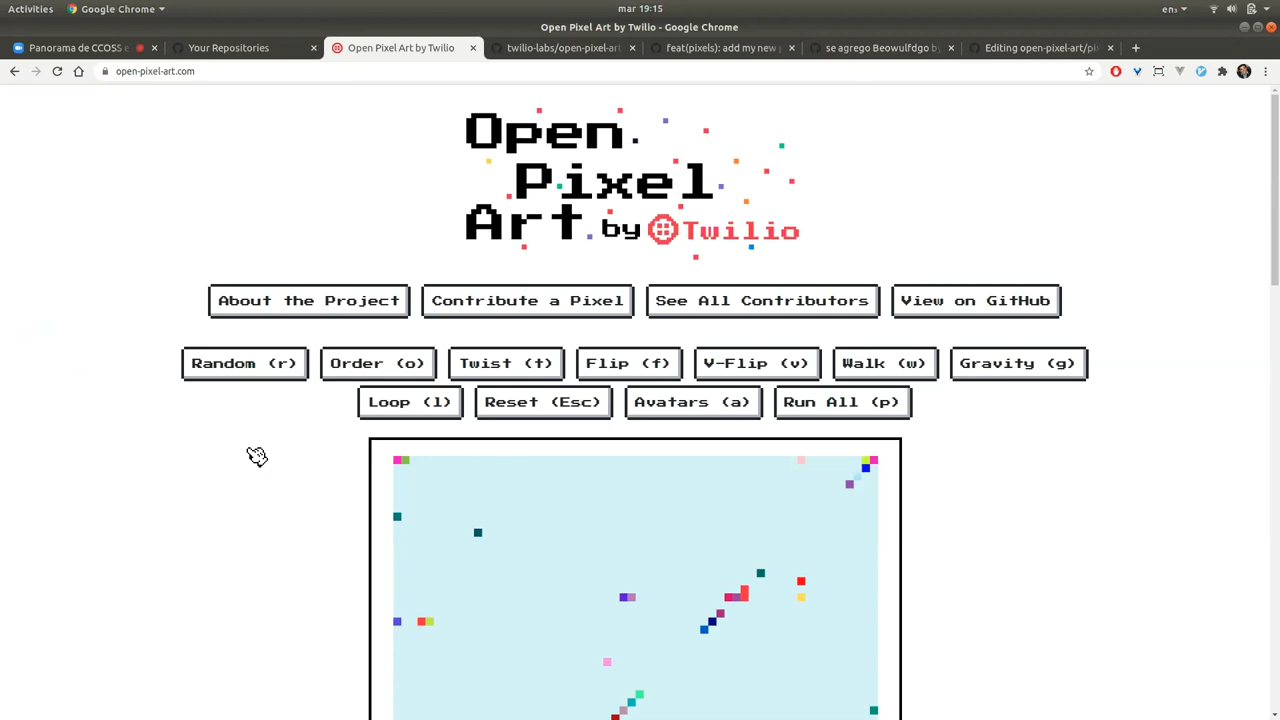 Activities Google Chrome mar 19:15 en₁
Open Pixel Art by Twilio - Google Chrome
Panorama de CCOSS e Your Repositories Open Pixel Art by Twilio twilio-labs/open-pixel-art feat(pixels): add my new p se agrego Beowulfdgo by Editing open-pixel-art/pix
open-pixel-art.com
Open
Pixel
Art by Twilio
About the Project Contribute a Pixel See All Contributors View on GitHub
Random (r) Order (o) Twist (t) Flip (f) V-Flip (v) Walk (w) Gravity (g)
Loop (l) Reset (Esc) Avatars (a) Run All (p)